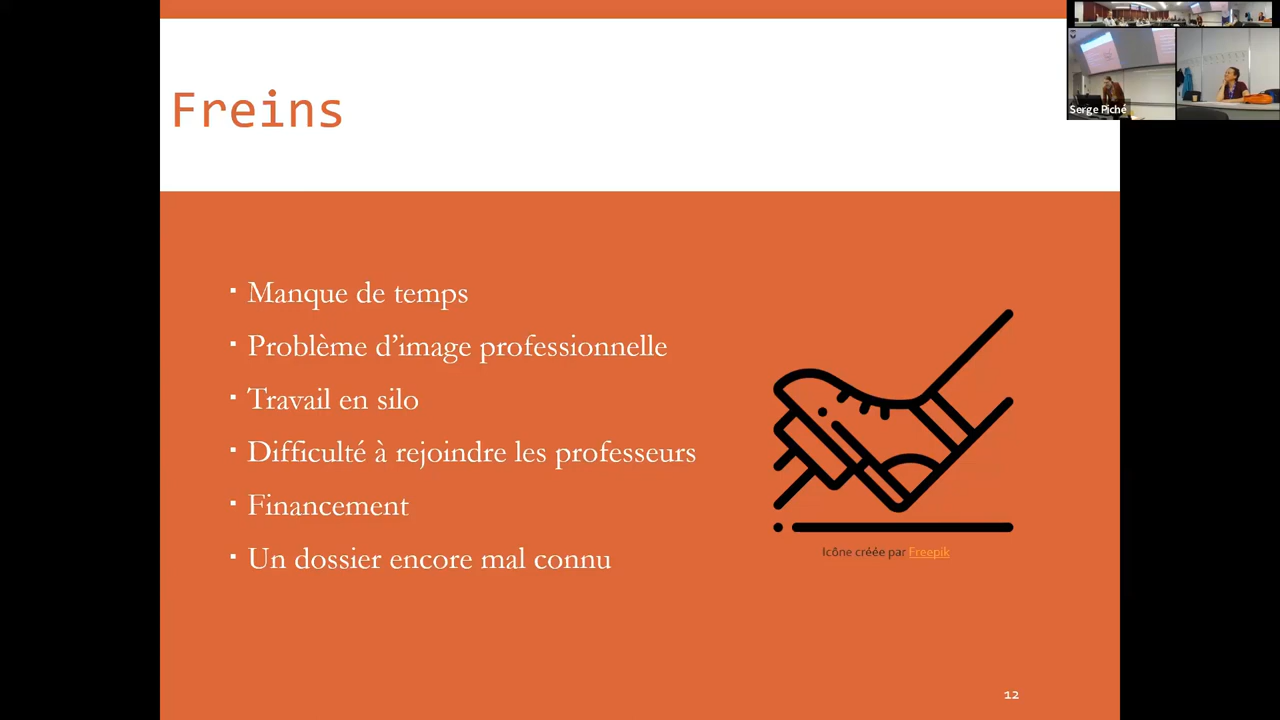 Freins
Serge Piché
Manque de temps
Problème d'image professionnelle
Travail en silo
Difficulté à rejoindre les professeurs
Financement
Un dossier encore mal connu
Icône créée par Freepik
12